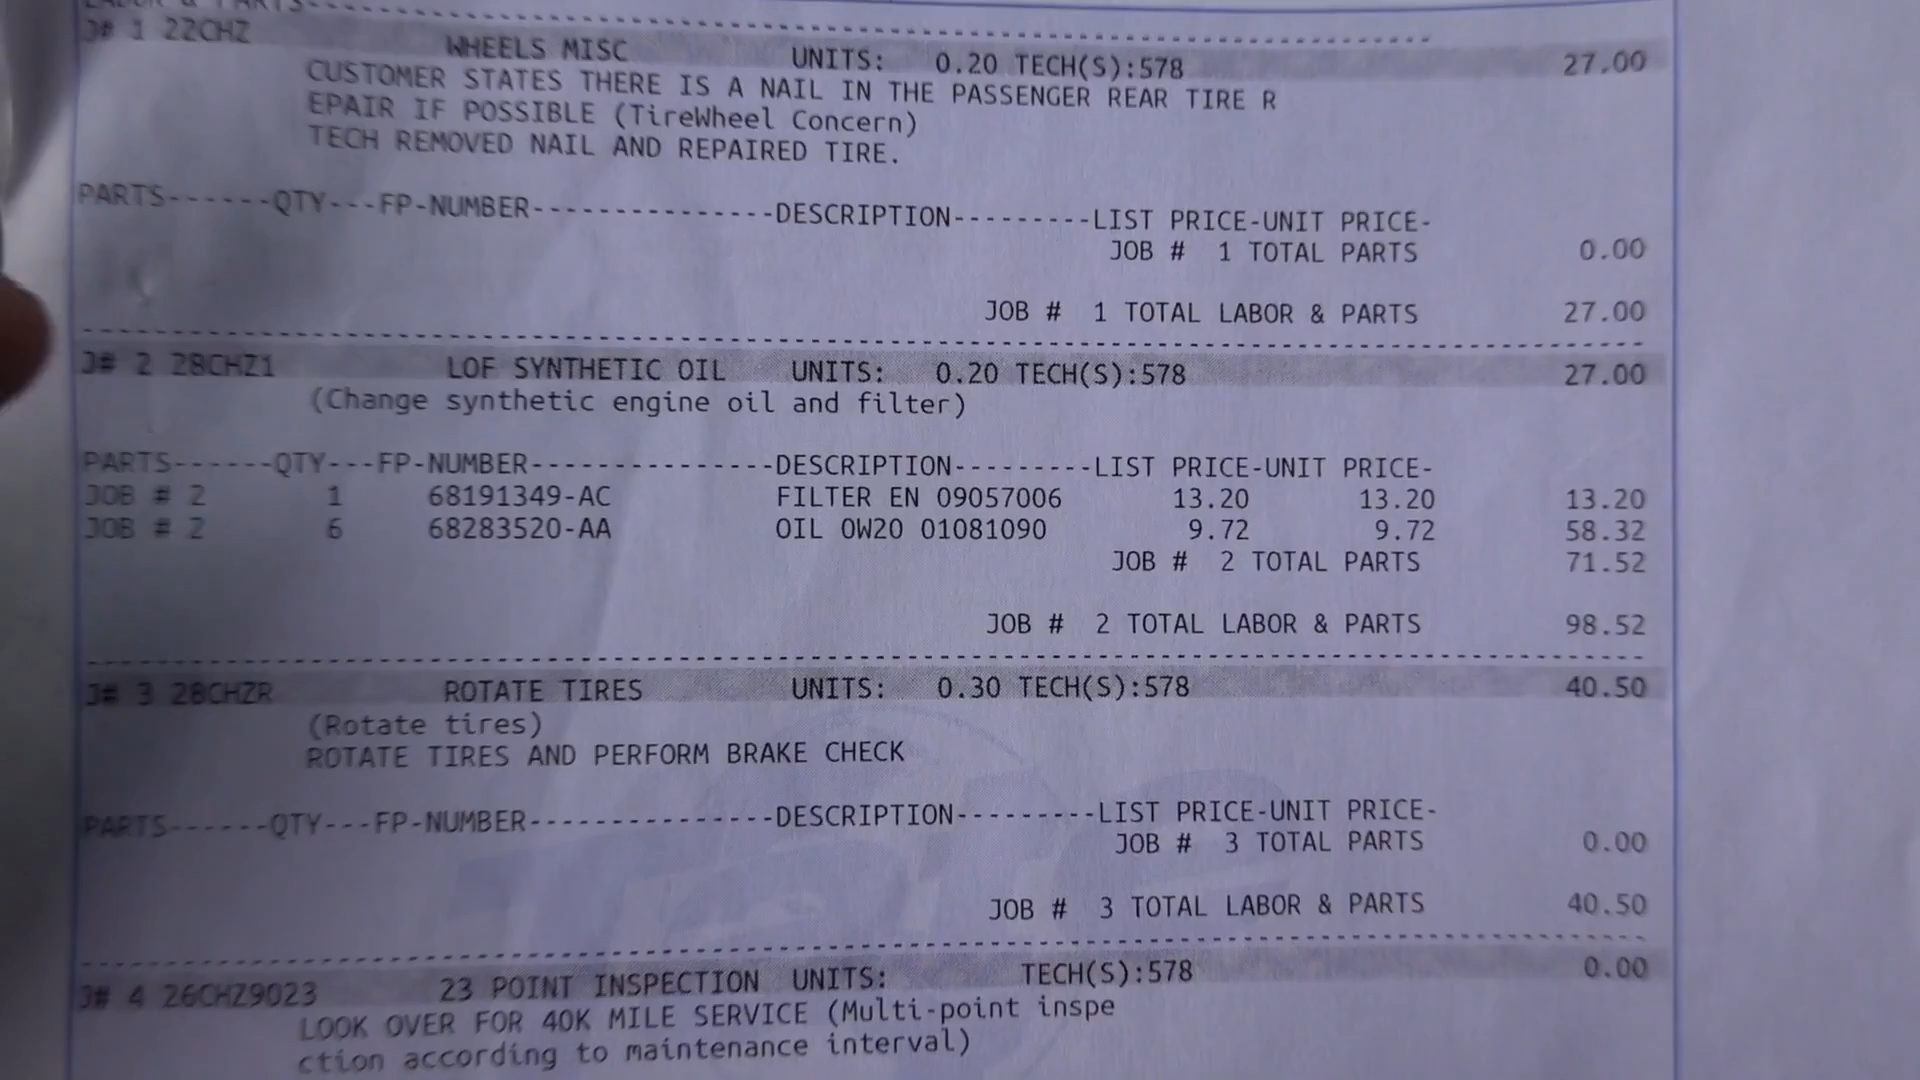 LABOR & PARTS
J# 1 22CHZ WHEELS MISC UNITS: 0.20 TECH(S):578 27.00
CUSTOMER STATES THERE IS A NAIL IN THE PASSENGER REAR TIRE R
EPAIR IF POSSIBLE (TireWheel Concern)
TECH REMOVED NAIL AND REPAIRED TIRE.
PARTS------QTY---FP-NUMBER---------------DESCRIPTION---------LIST PRICE-UNIT PRICE-
JOB # 1 TOTAL PARTS 0.00
JOB # 1 TOTAL LABOR & PARTS 27.00
J# 2 28CHZ1 LOF SYNTHETIC OIL UNITS: 0.20 TECH(S):578 27.00
(Change synthetic engine oil and filter)
PARTS------QTY---FP-NUMBER---------------DESCRIPTION---------LIST PRICE-UNIT PRICE-
JOB # 2 1 68191349-AC FILTER EN 09057006 13.20 13.20 13.20
JOB # 2 6 68283520-AA OIL 0W20 01081090 9.72 9.72 58.32
JOB # 2 TOTAL PARTS 71.52
JOB # 2 TOTAL LABOR & PARTS 98.52
J# 3 28CHZR ROTATE TIRES UNITS: 0.30 TECH(S):578 40.50
(Rotate tires)
ROTATE TIRES AND PERFORM BRAKE CHECK
PARTS------QTY---FP-NUMBER---------------DESCRIPTION---------LIST PRICE-UNIT PRICE-
JOB # 3 TOTAL PARTS 0.00
JOB # 3 TOTAL LABOR & PARTS 40.50
J# 4 26CHZ9023 23 POINT INSPECTION UNITS: TECH(S):578 0.00
LOOK OVER FOR 40K MILE SERVICE (Multi-point inspe
ction according to maintenance interval)